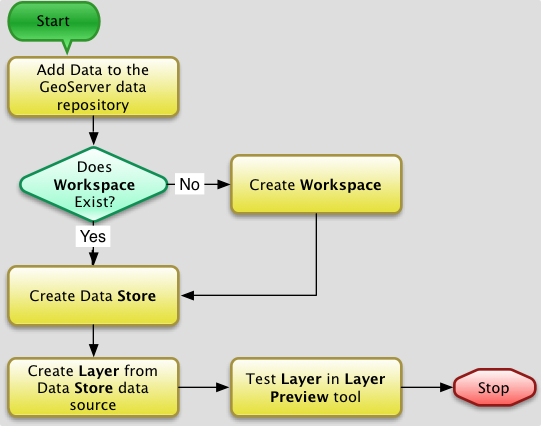 Start
Add Data to the
GeoServer data
repository
Does
Workspace
Exist?
No
Create Workspace
Yes
Create Data Store
Create Layer from
Data Store data
source
Test Layer in Layer
Preview tool
Stop